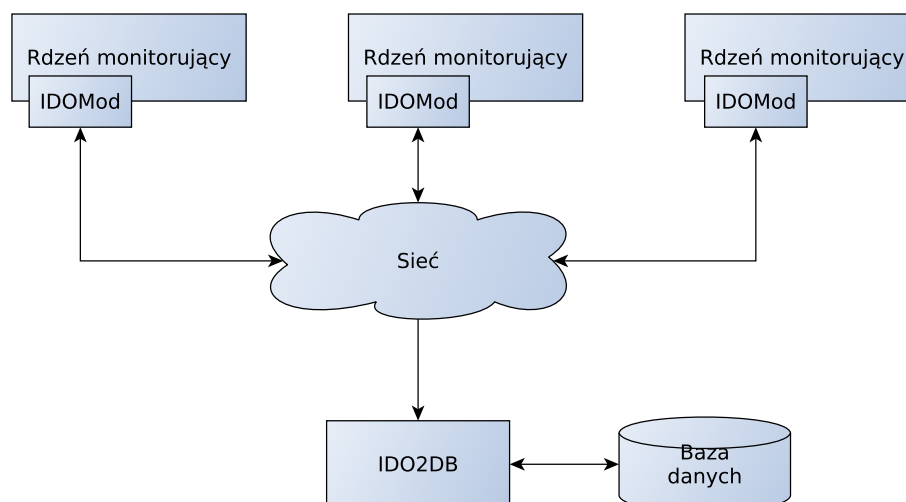 Rdzeń monitorujący
IDOMod
Rdzeń monitorujący
IDOMod
Rdzeń monitorujący
IDOMod
Sieć
IDO2DB
Baza
danych